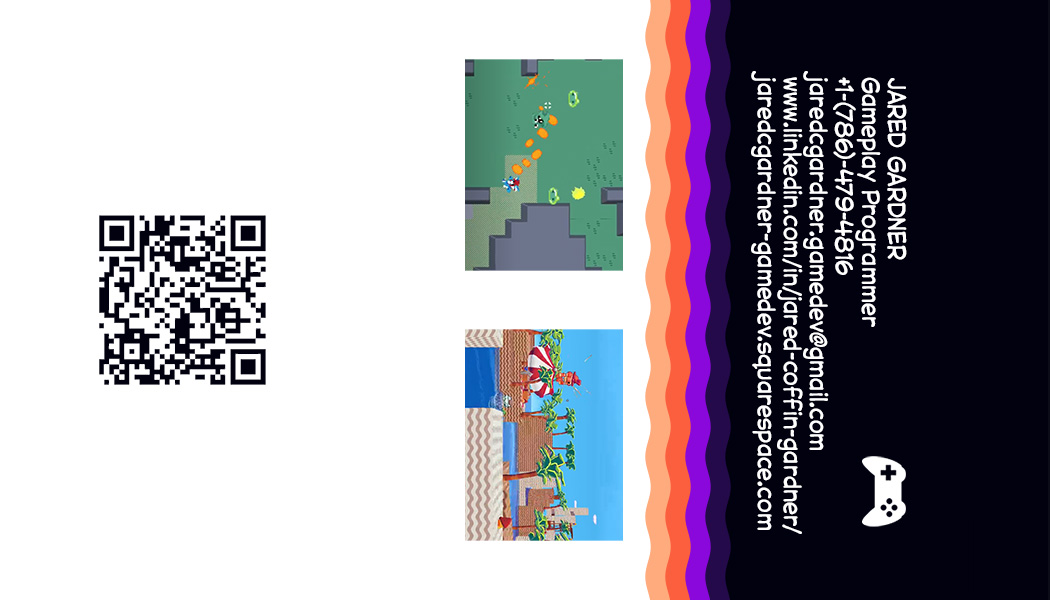 JARED GARDNER
Gameplay Programmer
+1-(786)-479-4816
jaredcgardner.gamedev@gmail.com
www.linkedin.com/in/jared-coffin-gardner/
jaredcgardner-gamedev.squarespace.com